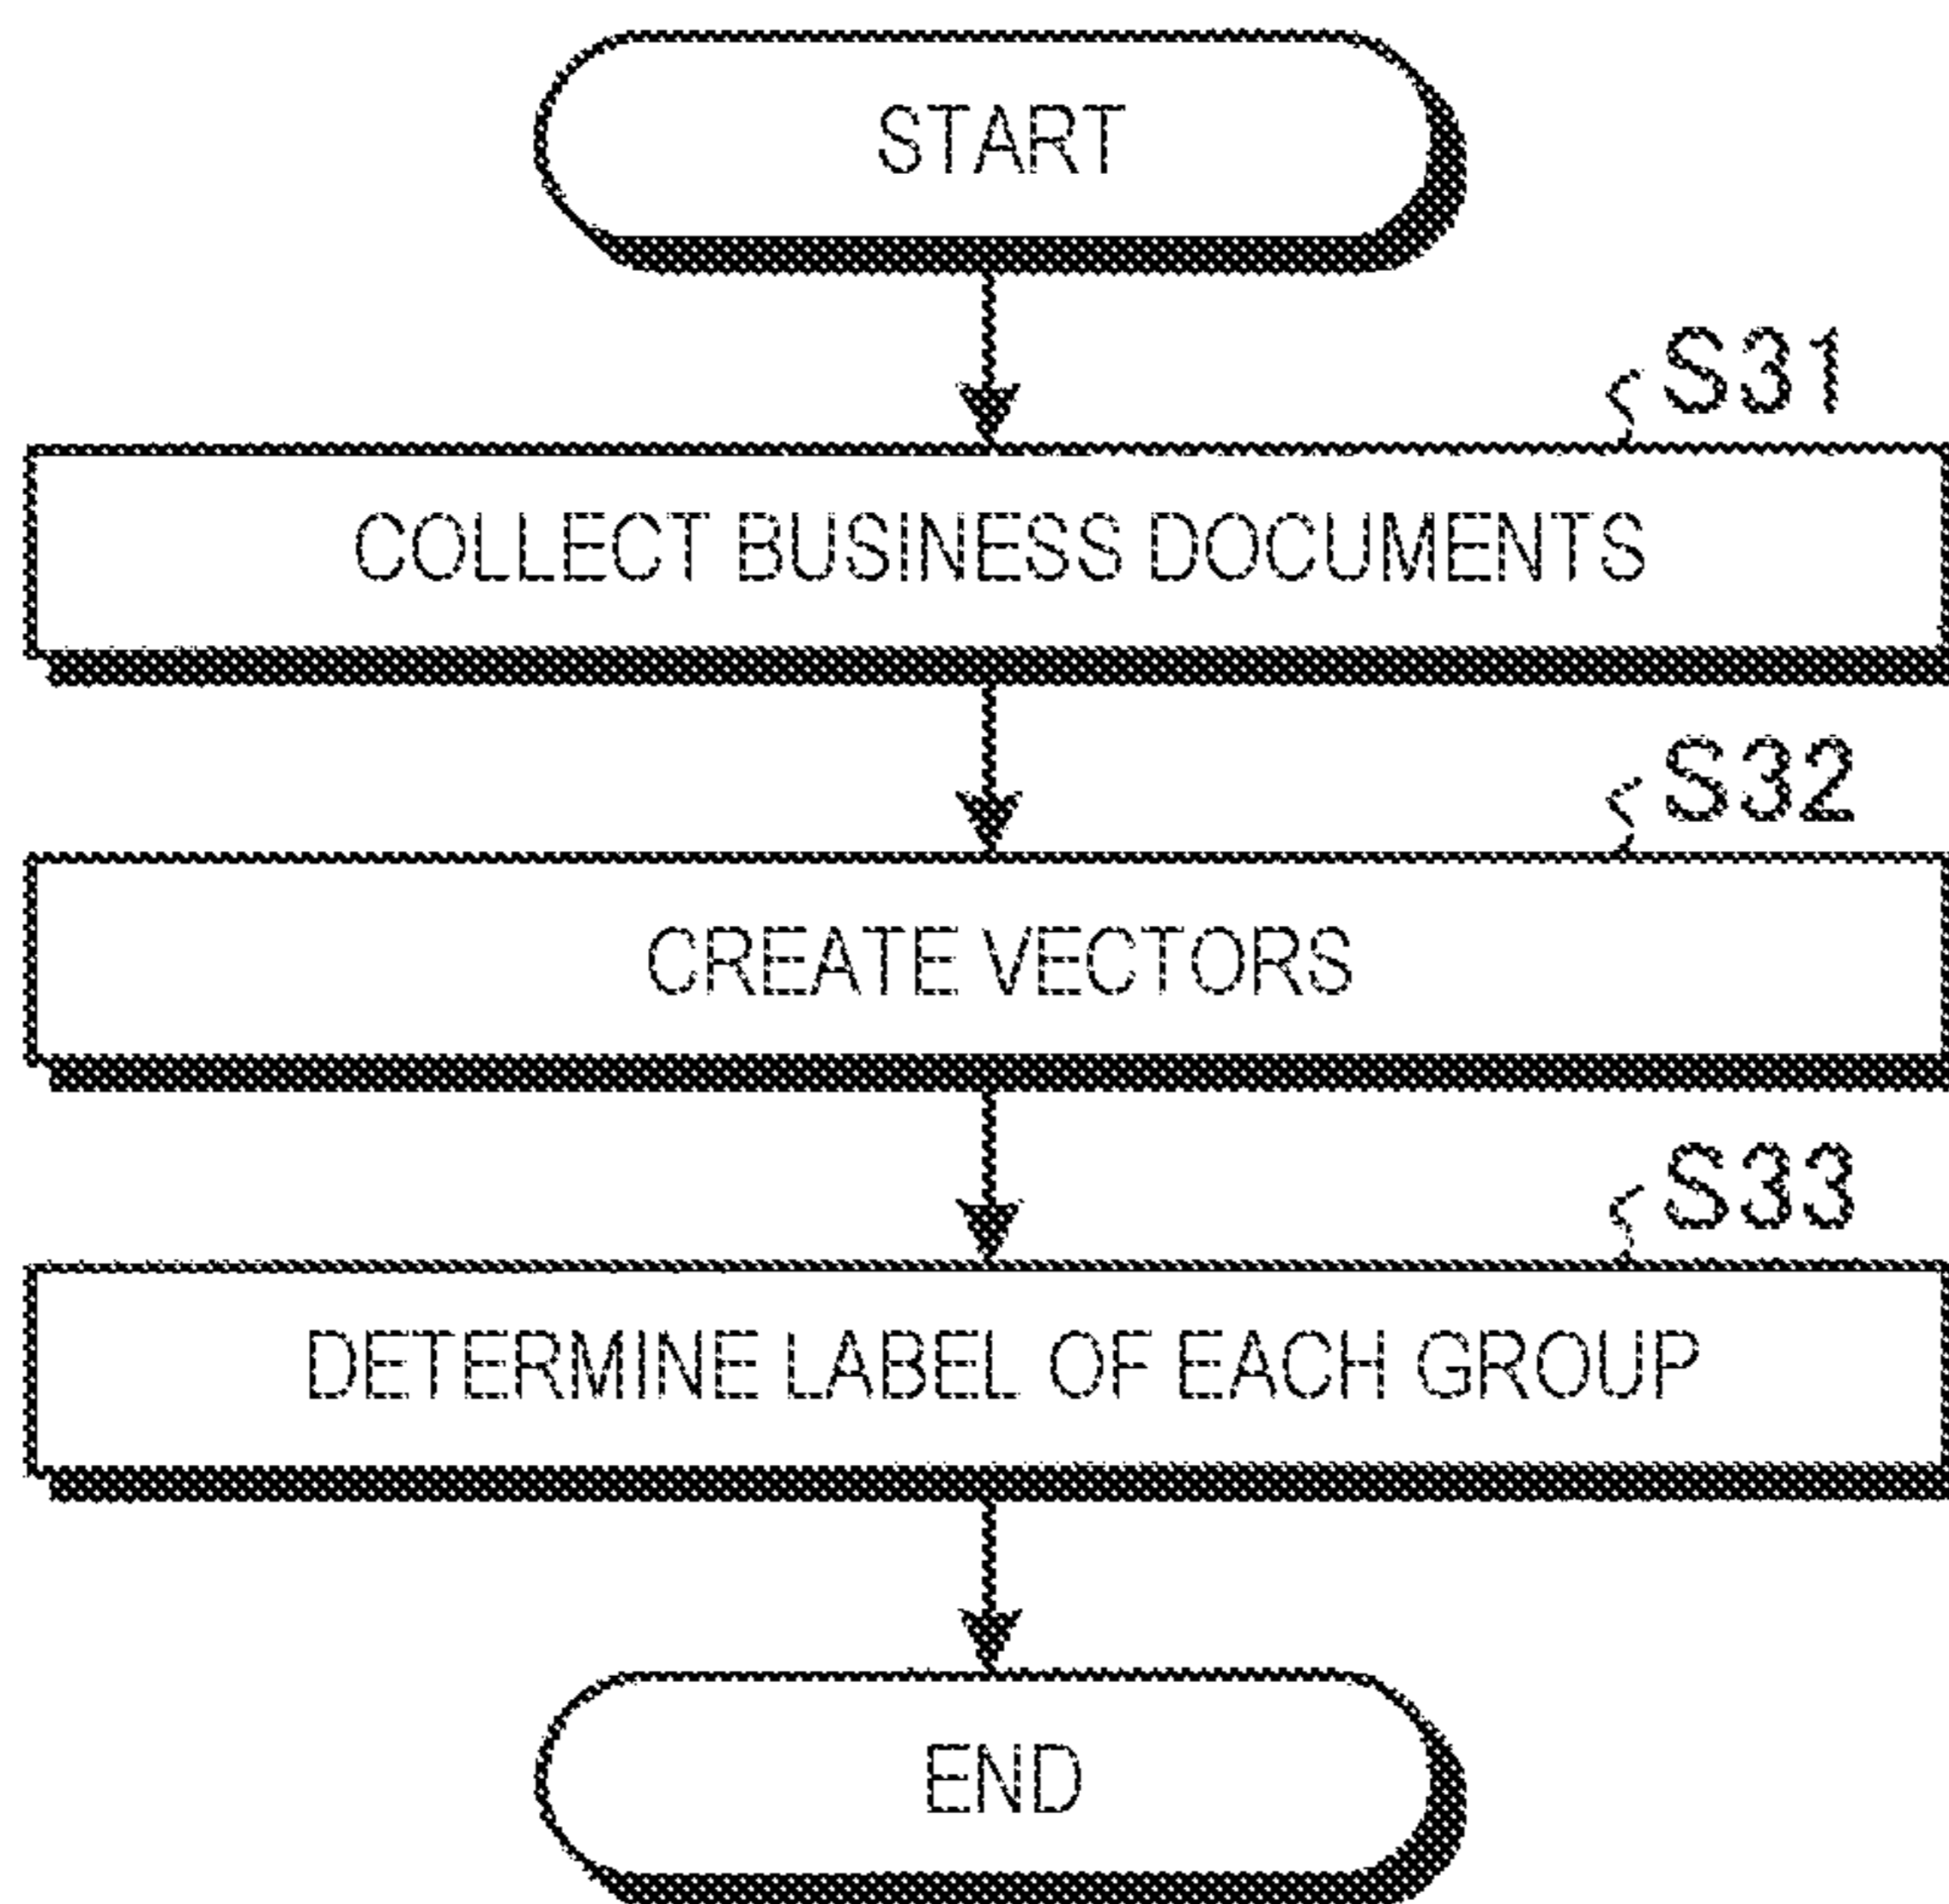 START
S31
COLLECT BUSINESS DOCUMENTS
S32
CREATE VECTORS
S33
DETERMINE LABEL OF EACH GROUP
END